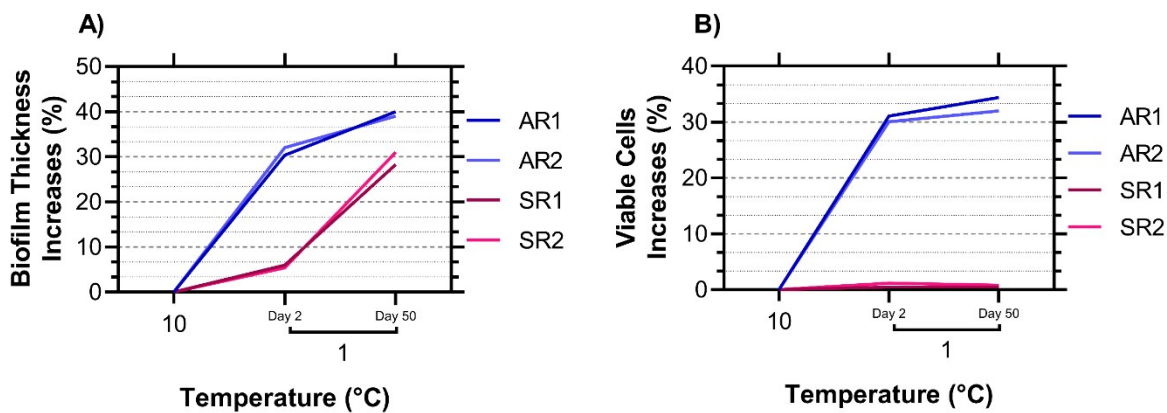 A)
Biofilm Thickness
Increases (%)
50
40
30
20
10
0
10
Day 2
Day 50
1
Temperature (°C)
AR1
AR2
SR1
SR2
B)
Viable Cells
Increases (%)
40
30
20
10
0
10
Day 2
Day 50
1
Temperature (°C)
AR1
AR2
SR1
SR2